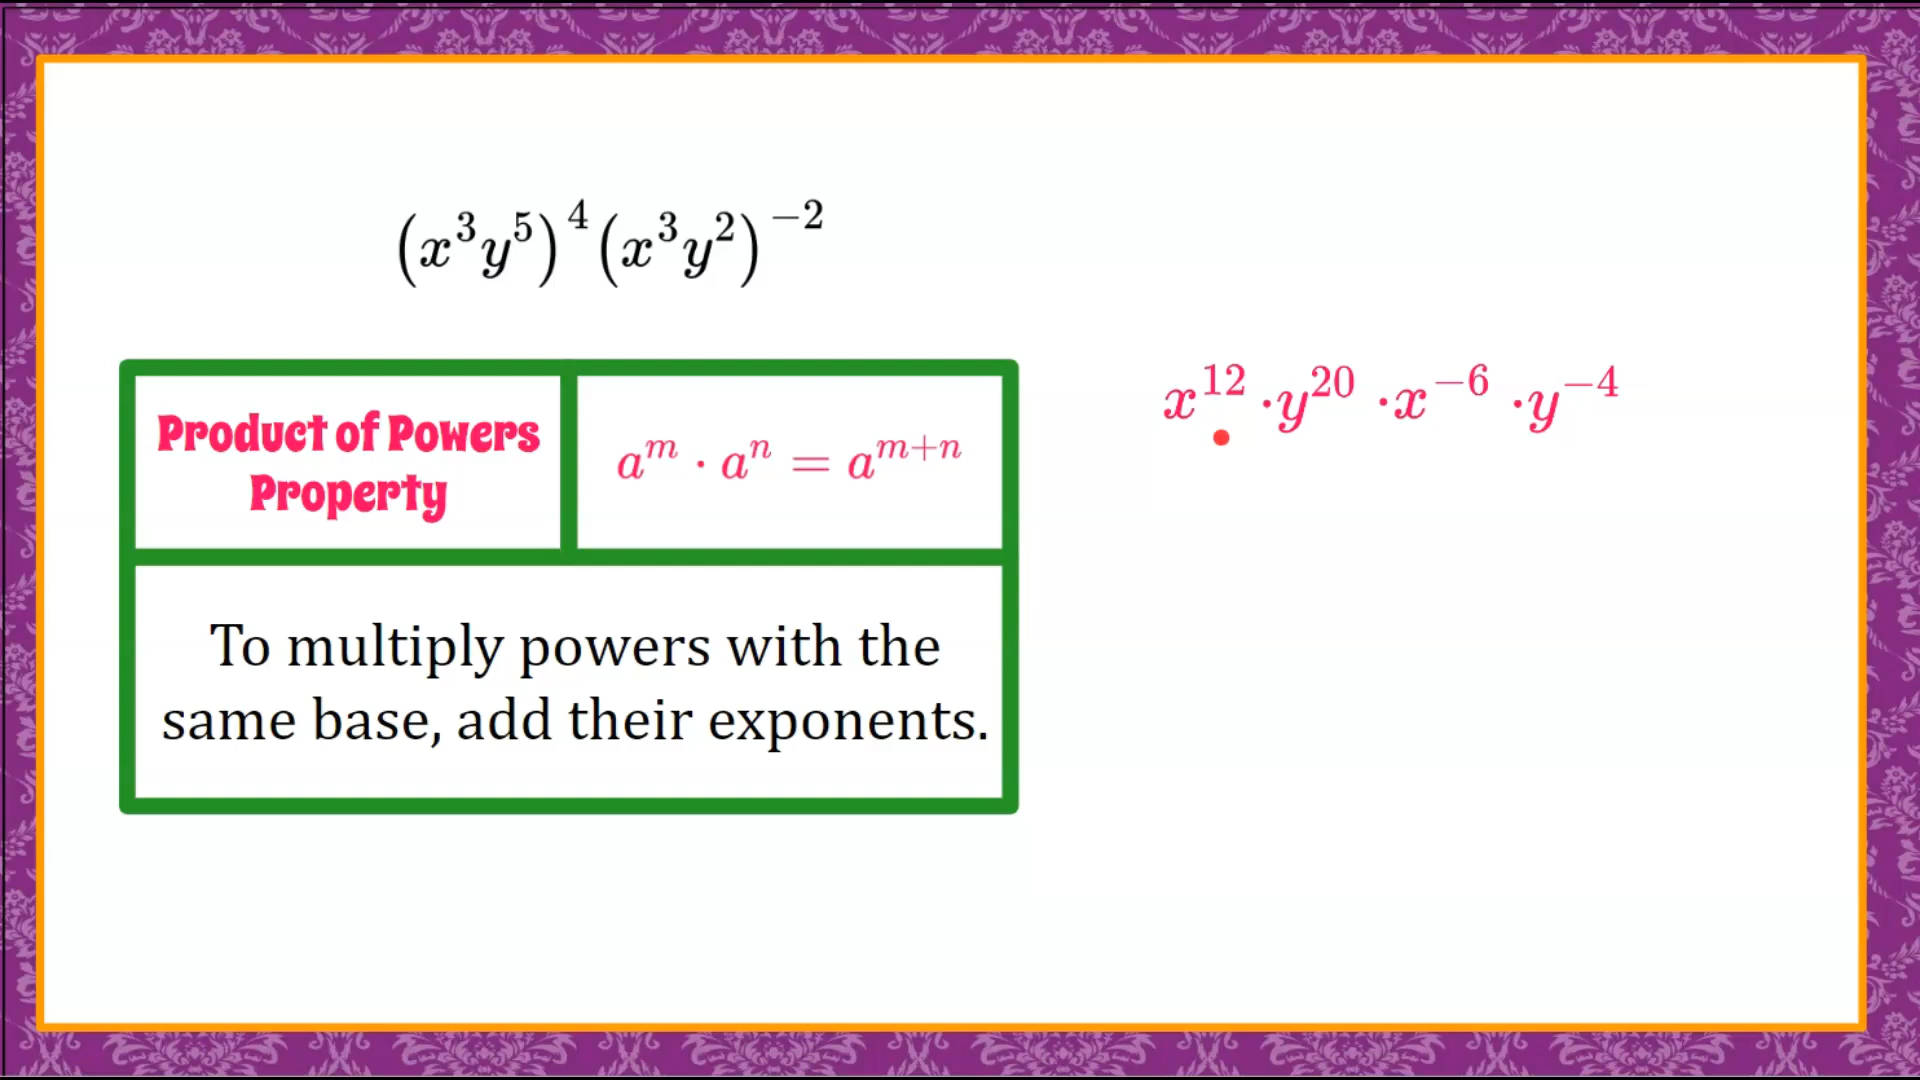 (x³y⁵)⁴(x³y²)⁻²
Product of Powers
Property
aᵐ · aⁿ = aᵐ⁺ⁿ
To multiply powers with the
same base, add their exponents.
x¹² · y²⁰ · x⁻⁶ · y⁻⁴